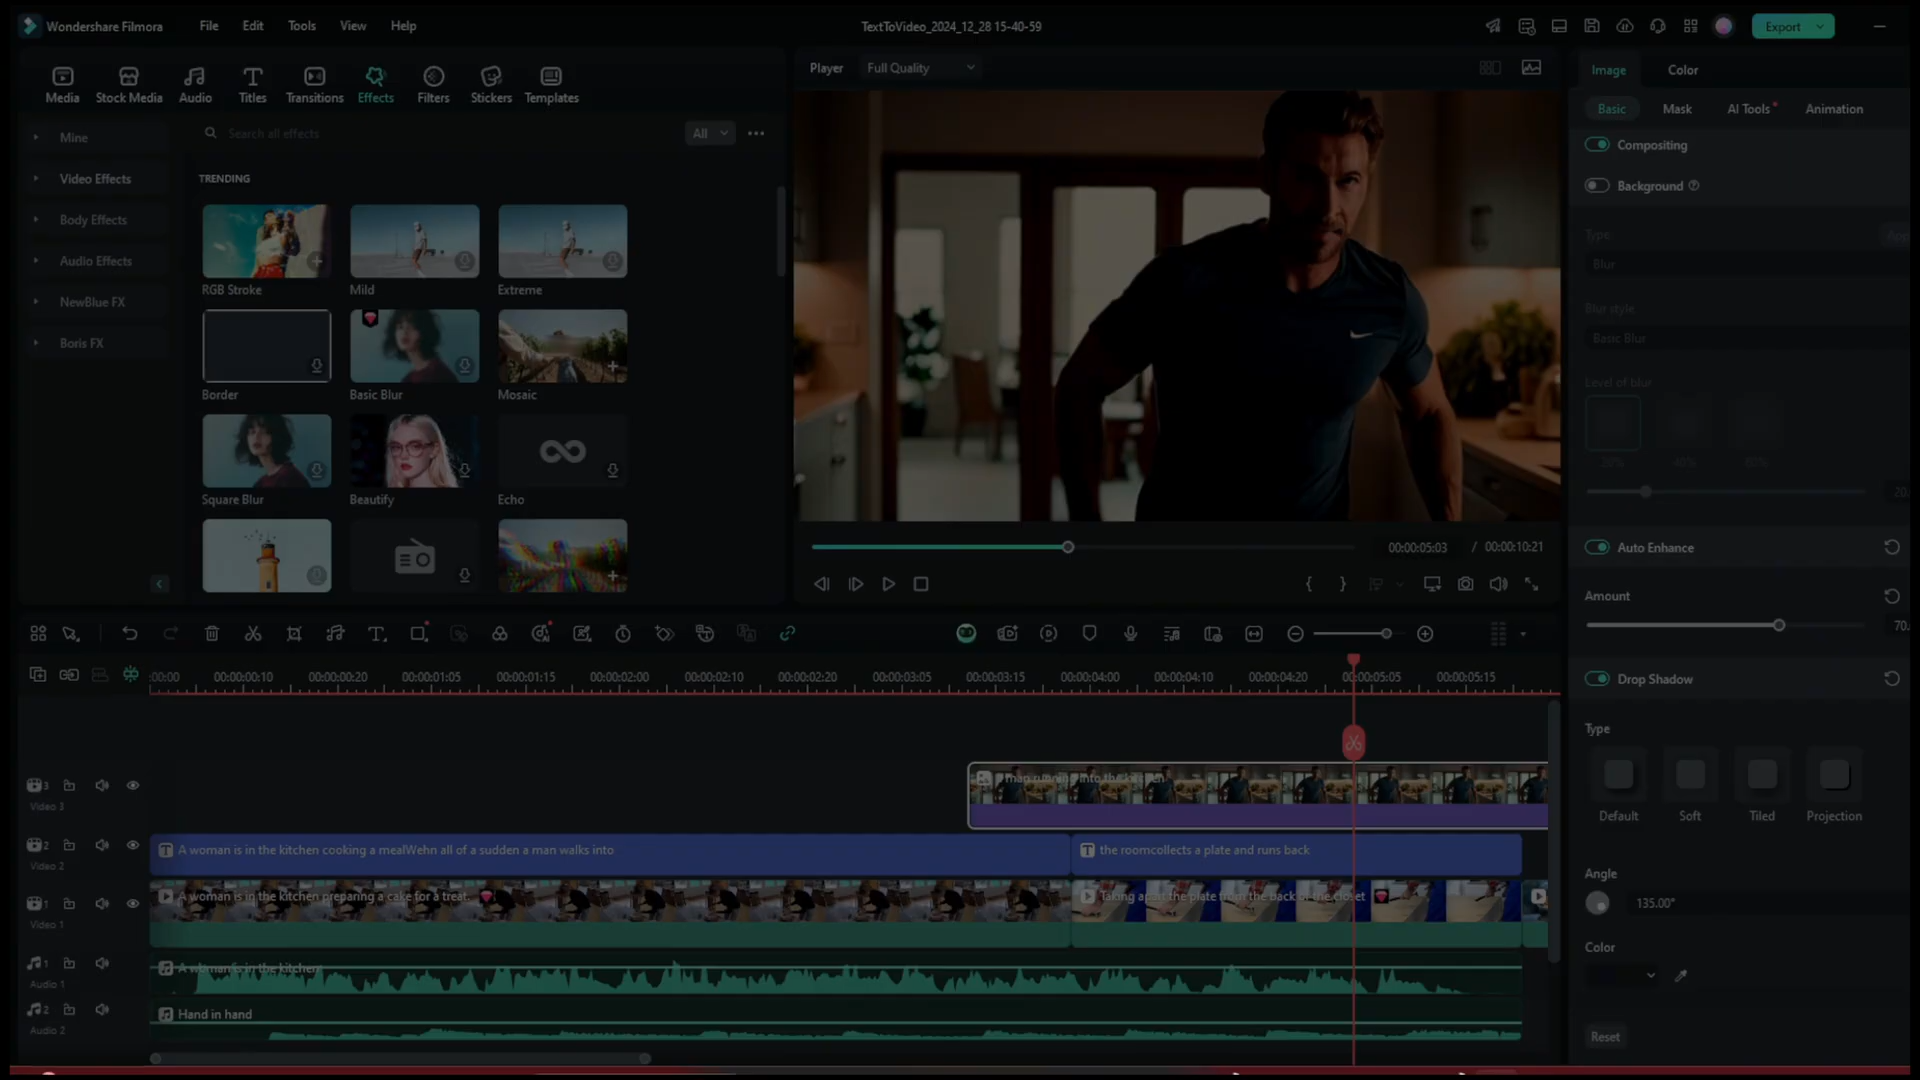 Wondershare Filmora File Edit Tools View Help TextToVideo_2024_12_28 15-40-59 Export
Media Stock Media Audio Titles Transitions Effects Filters Stickers Templates
Mine
Video Effects
Body Effects
Audio Effects
NewBlue FX
Boris FX
Search all effects All
TRENDING
RGB Stroke Mild Extreme
Border Basic Blur Mosaic
Square Blur Beautify Echo
Player Full Quality
00:00:05:03 / 00:00:10:21
Image Color
Basic Mask AI Tools Animation
Compositing
Background
Type
Blur
Blur style
Basic Blur
Level of blur
20% 40% 60%
20.
Auto Enhance
Amount
70.
Drop Shadow
Type
Default Soft Tiled Projection
Angle
135.00°
Color
Reset
:00:00 00:00:00:10 00:00:00:20 00:00:01:05 00:00:01:15 00:00:02:00 00:00:02:10 00:00:02:20 00:00:03:05 00:00:03:15 00:00:04:00 00:00:04:10 00:00:04:20 00:00:05:05 00:00:05:15
3
Video 3
man running into the kitchen
2
Video 2
A woman is in the kitchen cooking a mealWehn all of a sudden a man walks into
the roomcollects a plate and runs back
1
Video 1
A woman is in the kitchen preparing a cake for a treat.
Taking apart the plate from the back of the closet
1
Audio 1
A woman is in the kitchen
2
Audio 2
Hand in hand